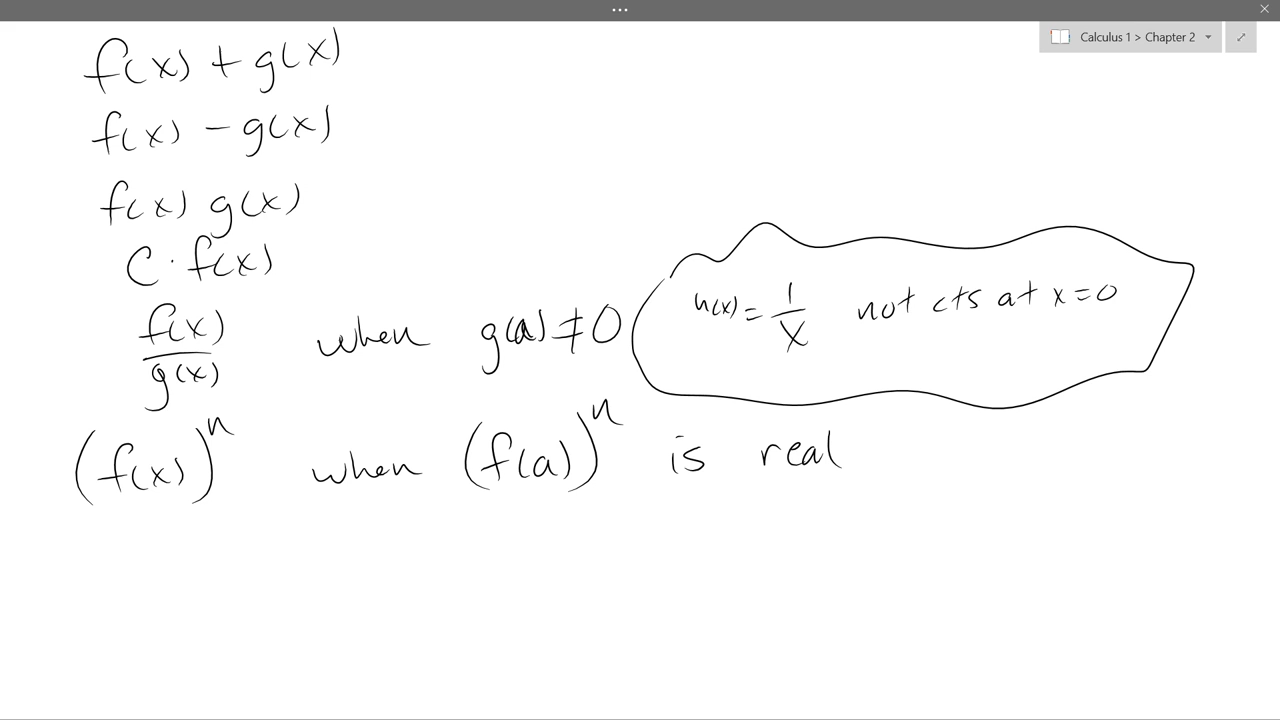 Calculus 1 > Chapter 2
f(x) + g(x)
f(x) - g(x)
f(x) g(x)
C · f(x)
f(x)/g(x) when g(a) ≠ 0
h(x) = 1/x not cts at x=0
(f(x))^n when (f(a))^n is real